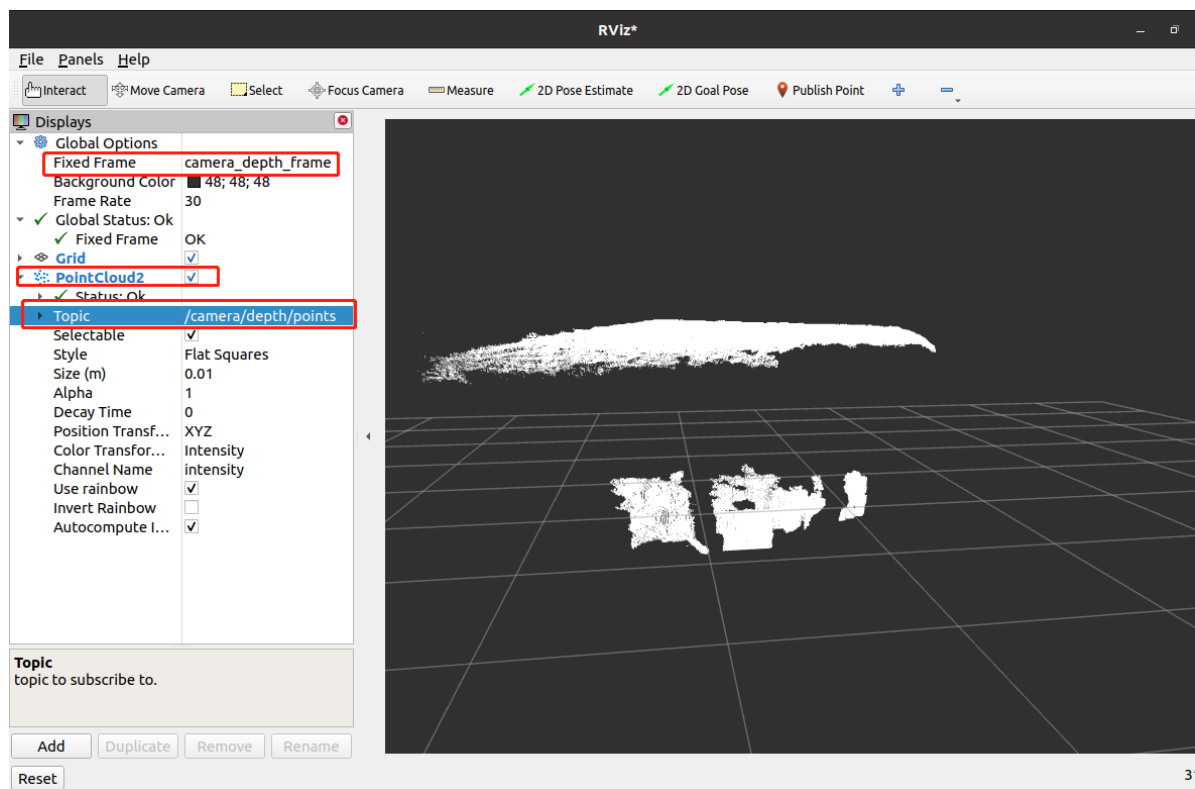 RViz*
File Panels Help
Interact Move Camera Select Focus Camera Measure 2D Pose Estimate 2D Goal Pose Publish Point
Displays
Global Options
Fixed Frame camera_depth_frame
Background Color 48; 48; 48
Frame Rate 30
Global Status: Ok
Fixed Frame OK
Grid
PointCloud2
Status: Ok
Topic /camera/depth/points
Selectable
Style Flat Squares
Size (m) 0.01
Alpha 1
Decay Time 0
Position Transf... XYZ
Color Transfor... Intensity
Channel Name intensity
Use rainbow
Invert Rainbow
Autocompute I...
Topic
topic to subscribe to.
Add Duplicate Remove Rename
Reset